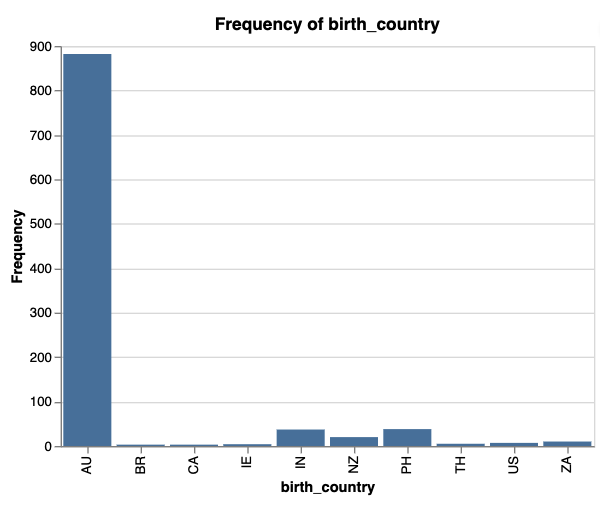 Frequency of birth_country
900
800
700
600
500
400
300
200
100
0
Frequency
AU BR CA IE IN NZ PH TH US ZA
birth_country